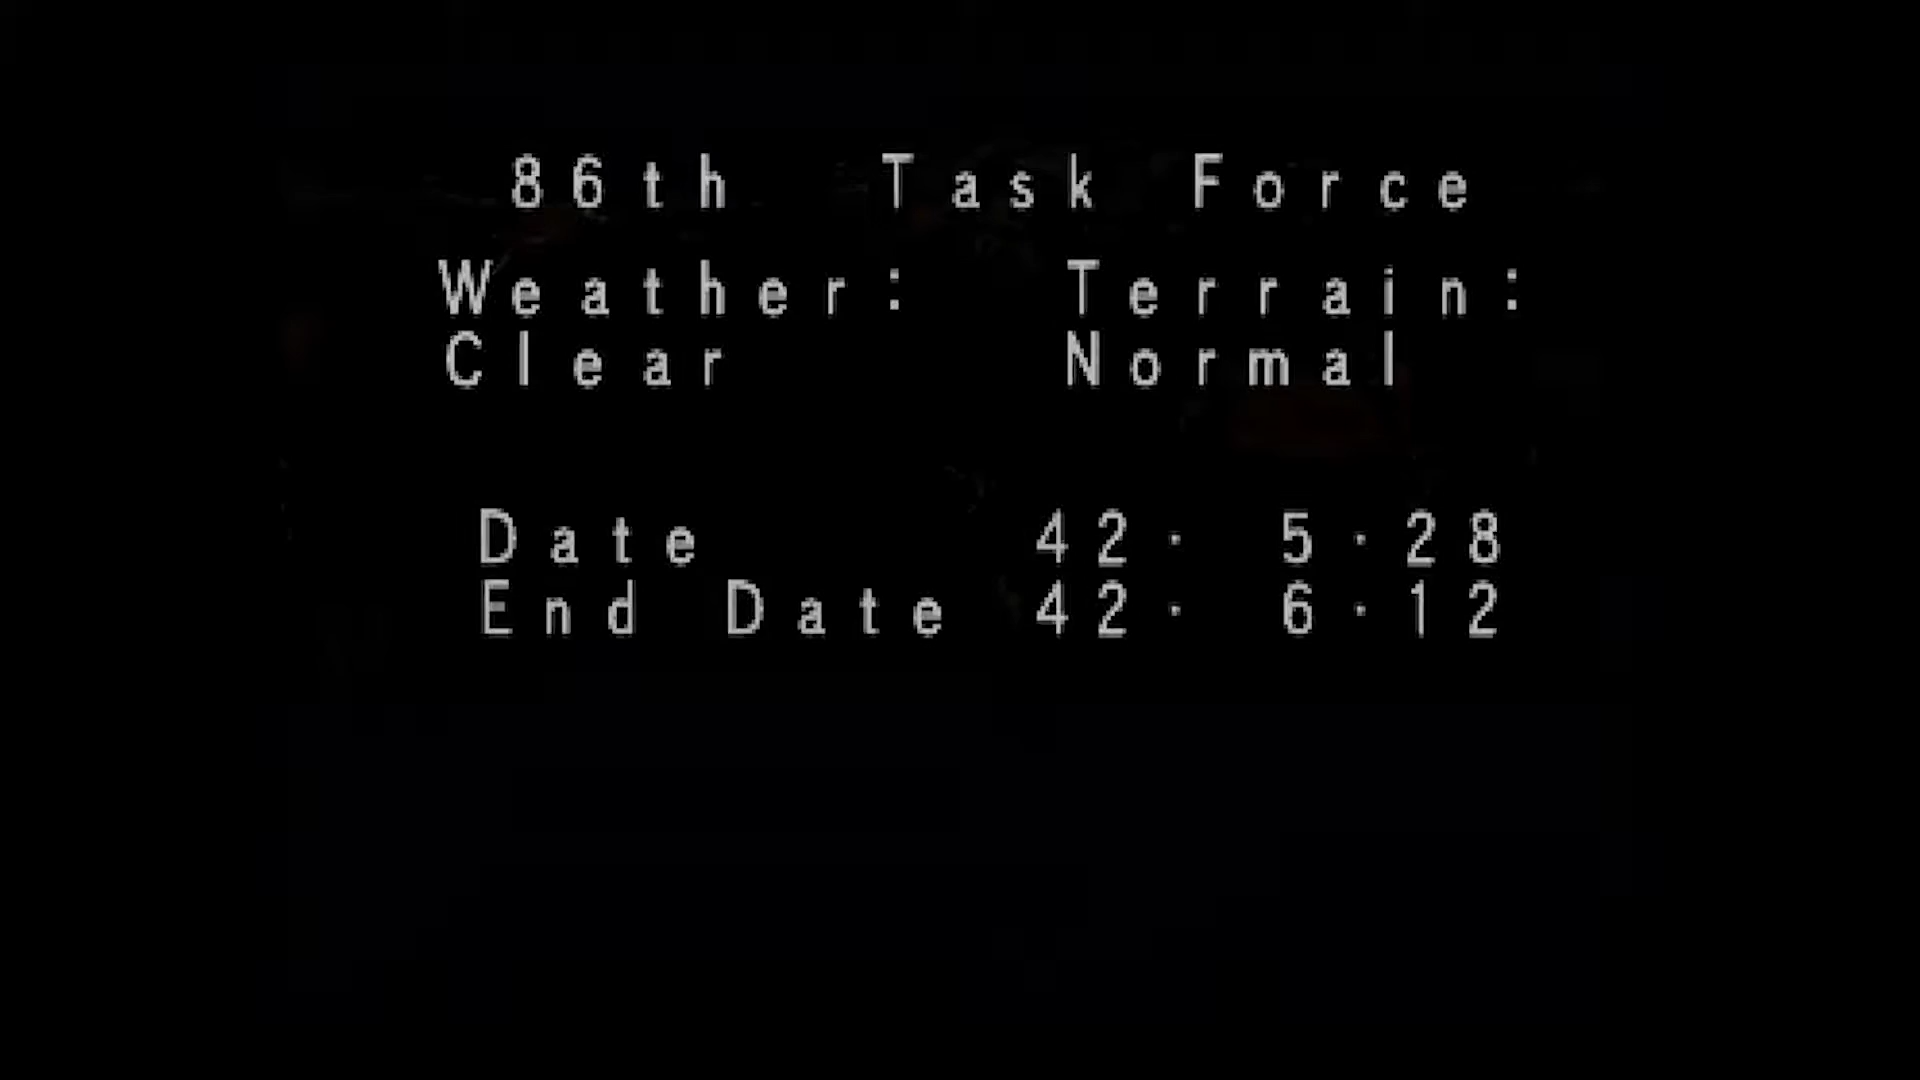 86th Task Force
Weather: Terrain:
Clear Normal
Date 42. 5.28
End Date 42. 6.12